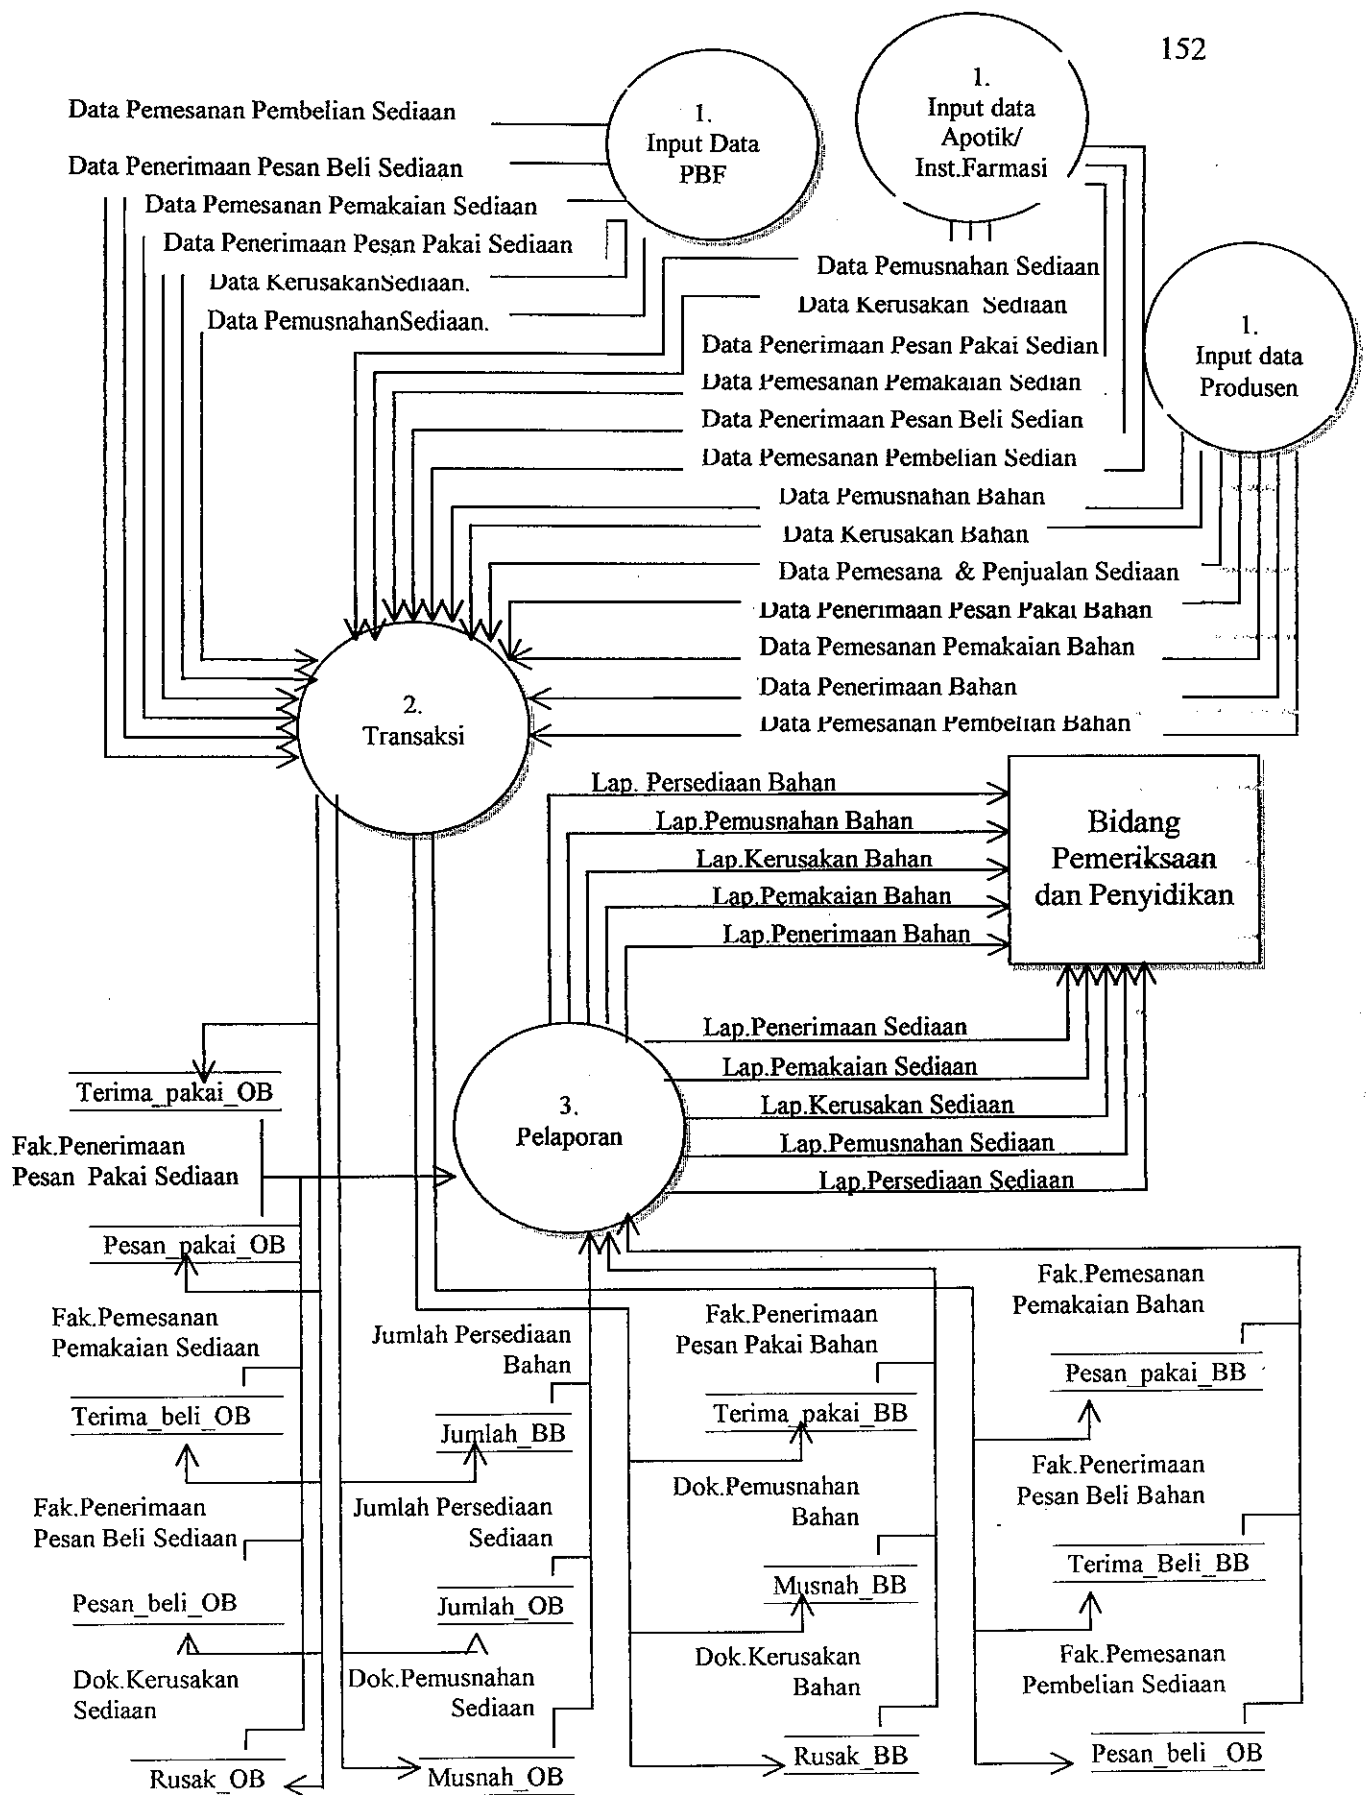 152
1.
Input Data
PBF
1.
Input data
Apotik/
Inst.Farmasi
1.
Input data
Produsen
Data Pemesanan Pembelian Sediaan
Data Penerimaan Pesan Beli Sediaan
Data Pemesanan Pemakaian Sediaan
Data Penerimaan Pesan Pakai Sediaan
Data KerusakanSediaan.
Data PemusnahanSediaan.
Data Pemusnahan Sediaan
Data Kerusakan Sediaan
Data Penerimaan Pesan Pakai Sedian
Data Pemesanan Pemakaian Sedian
Data Penerimaan Pesan Beli Sedian
Data Pemesanan Pembelian Sedian
Data Pemusnahan Bahan
Data Kerusakan Bahan
Data Pemesana & Penjualan Sediaan
Data Penerimaan Pesan Pakai Bahan
Data Pemesanan Pemakaian Bahan
Data Penerimaan Bahan
Data Pemesanan Pembelian Bahan
2.
Transaksi
Lap. Persediaan Bahan
Lap.Pemusnahan Bahan
Lap.Kerusakan Bahan
Lap.Pemakaian Bahan
Lap.Penerimaan Bahan
Bidang
Pemeriksaan
dan Penyidikan
Lap.Penerimaan Sediaan
Lap.Pemakaian Sediaan
Lap.Kerusakan Sediaan
Lap.Pemusnahan Sediaan
Lap.Persediaan Sediaan
3.
Pelaporan
Terima_pakai_OB
Fak.Penerimaan
Pesan Pakai Sediaan
Pesan_pakai_OB
Fak.Pemesanan
Pemakaian Sediaan
Terima_beli_OB
Fak.Penerimaan
Pesan Beli Sediaan
Pesan_beli_OB
Dok.Kerusakan
Sediaan
Rusak_OB
Jumlah Persediaan
Bahan
Jumlah_BB
Jumlah Persediaan
Sediaan
Jumlah_OB
Dok.Pemusnahan
Sediaan
Musnah_OB
Fak.Penerimaan
Pesan Pakai Bahan
Terima_pakai_BB
Dok.Pemusnahan
Bahan
Musnah_BB
Dok.Kerusakan
Bahan
Rusak_BB
Fak.Pemesanan
Pemakaian Bahan
Pesan_pakai_BB
Fak.Penerimaan
Pesan Beli Bahan
Terima_Beli_BB
Fak.Pemesanan
Pembelian Sediaan
Pesan_beli_OB